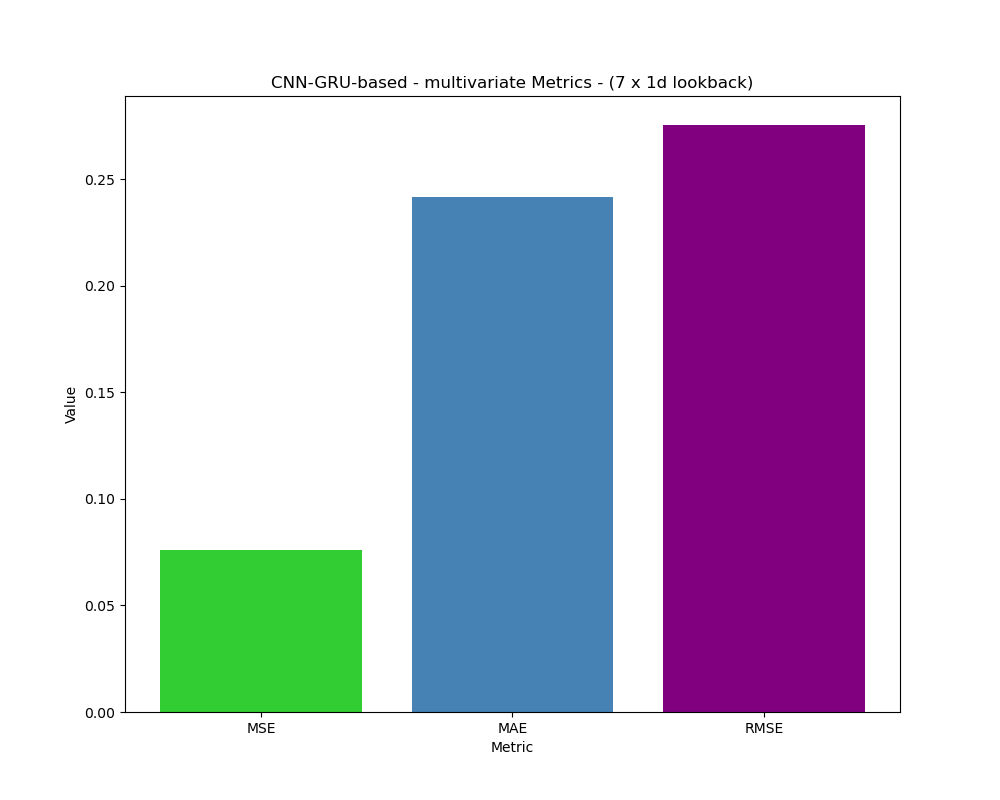 CNN-GRU-based - multivariate Metrics - (7 x 1d lookback)
0.25
0.20
0.15
0.10
0.05
0.00
Value
MSE MAE RMSE
Metric